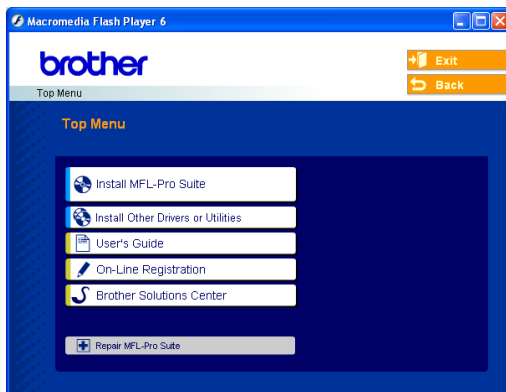 Macromedia Flash Player 6
brother
Exit
Back
Top Menu
Top Menu
Install MFL-Pro Suite
Install Other Drivers or Utilities
User's Guide
On-Line Registration
Brother Solutions Center
Repair MFL-Pro Suite